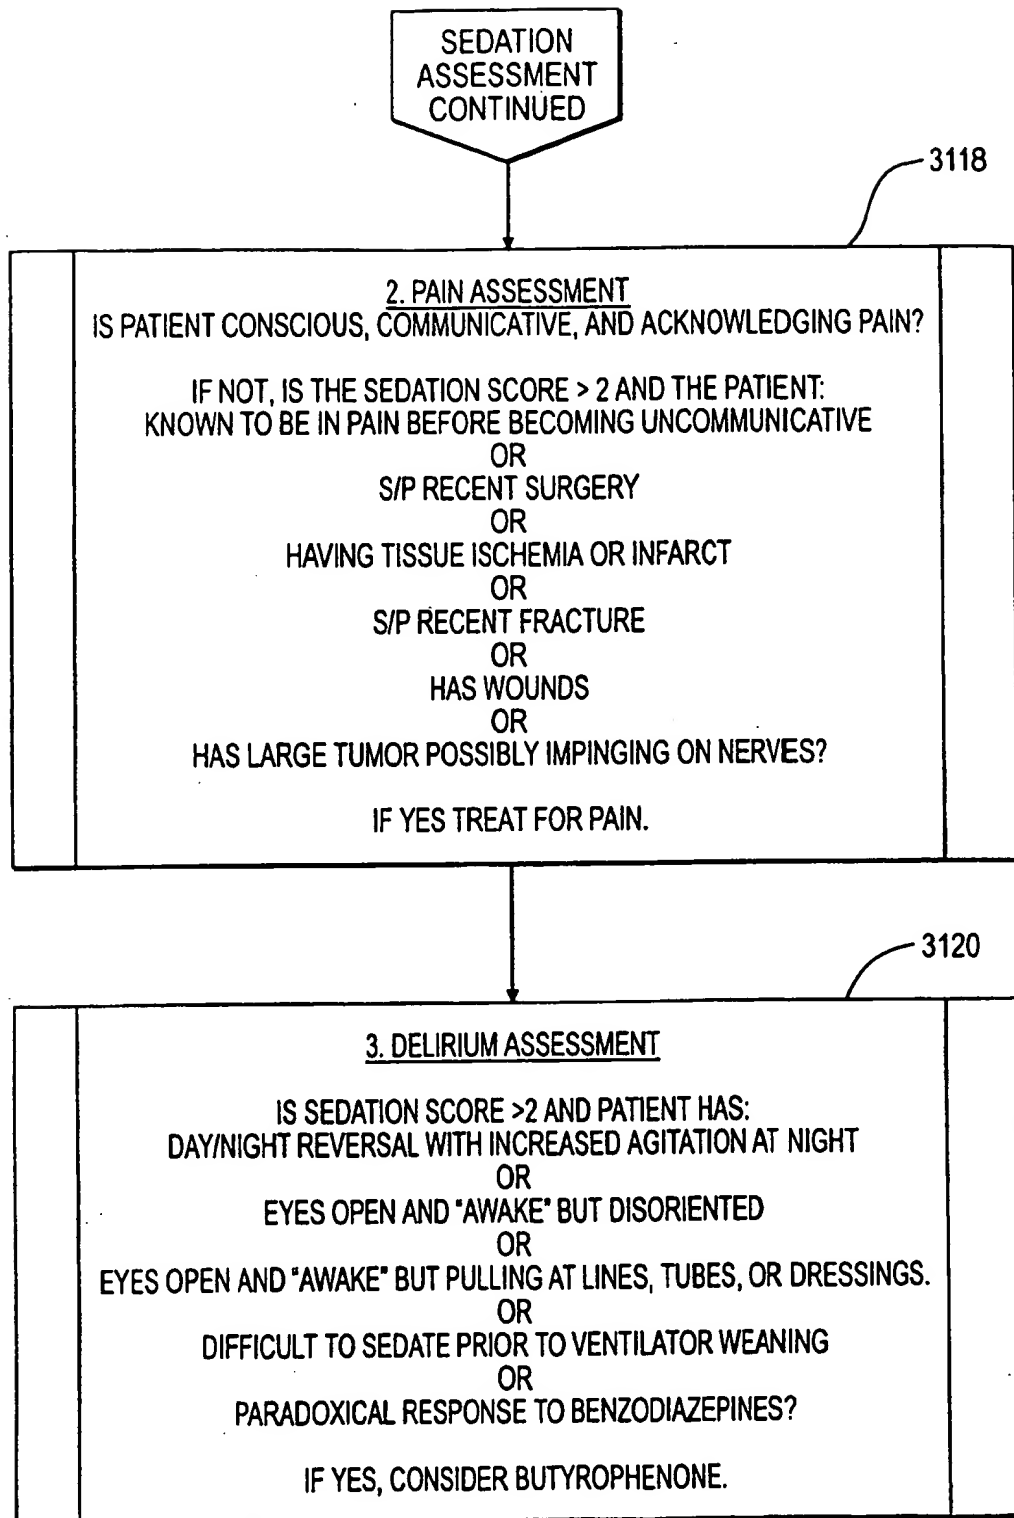 SEDATION
ASSESSMENT
CONTINUED
3118
2. PAIN ASSESSMENT
IS PATIENT CONSCIOUS, COMMUNICATIVE, AND ACKNOWLEDGING PAIN?
IF NOT, IS THE SEDATION SCORE > 2 AND THE PATIENT:
KNOWN TO BE IN PAIN BEFORE BECOMING UNCOMMUNICATIVE
OR
S/P RECENT SURGERY
OR
HAVING TISSUE ISCHEMIA OR INFARCT
OR
S/P RECENT FRACTURE
OR
HAS WOUNDS
OR
HAS LARGE TUMOR POSSIBLY IMPINGING ON NERVES?
IF YES TREAT FOR PAIN.
3120
3. DELIRIUM ASSESSMENT
IS SEDATION SCORE >2 AND PATIENT HAS:
DAY/NIGHT REVERSAL WITH INCREASED AGITATION AT NIGHT
OR
EYES OPEN AND "AWAKE" BUT DISORIENTED
OR
EYES OPEN AND "AWAKE" BUT PULLING AT LINES, TUBES, OR DRESSINGS.
OR
DIFFICULT TO SEDATE PRIOR TO VENTILATOR WEANING
OR
PARADOXICAL RESPONSE TO BENZODIAZEPINES?
IF YES, CONSIDER BUTYROPHENONE.